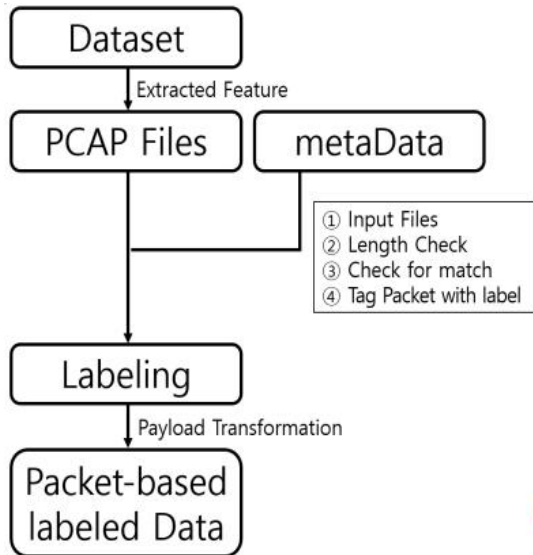 Dataset
Extracted Feature
PCAP Files
metaData
① Input Files
② Length Check
③ Check for match
④ Tag Packet with label
Labeling
Payload Transformation
Packet-based
labeled Data